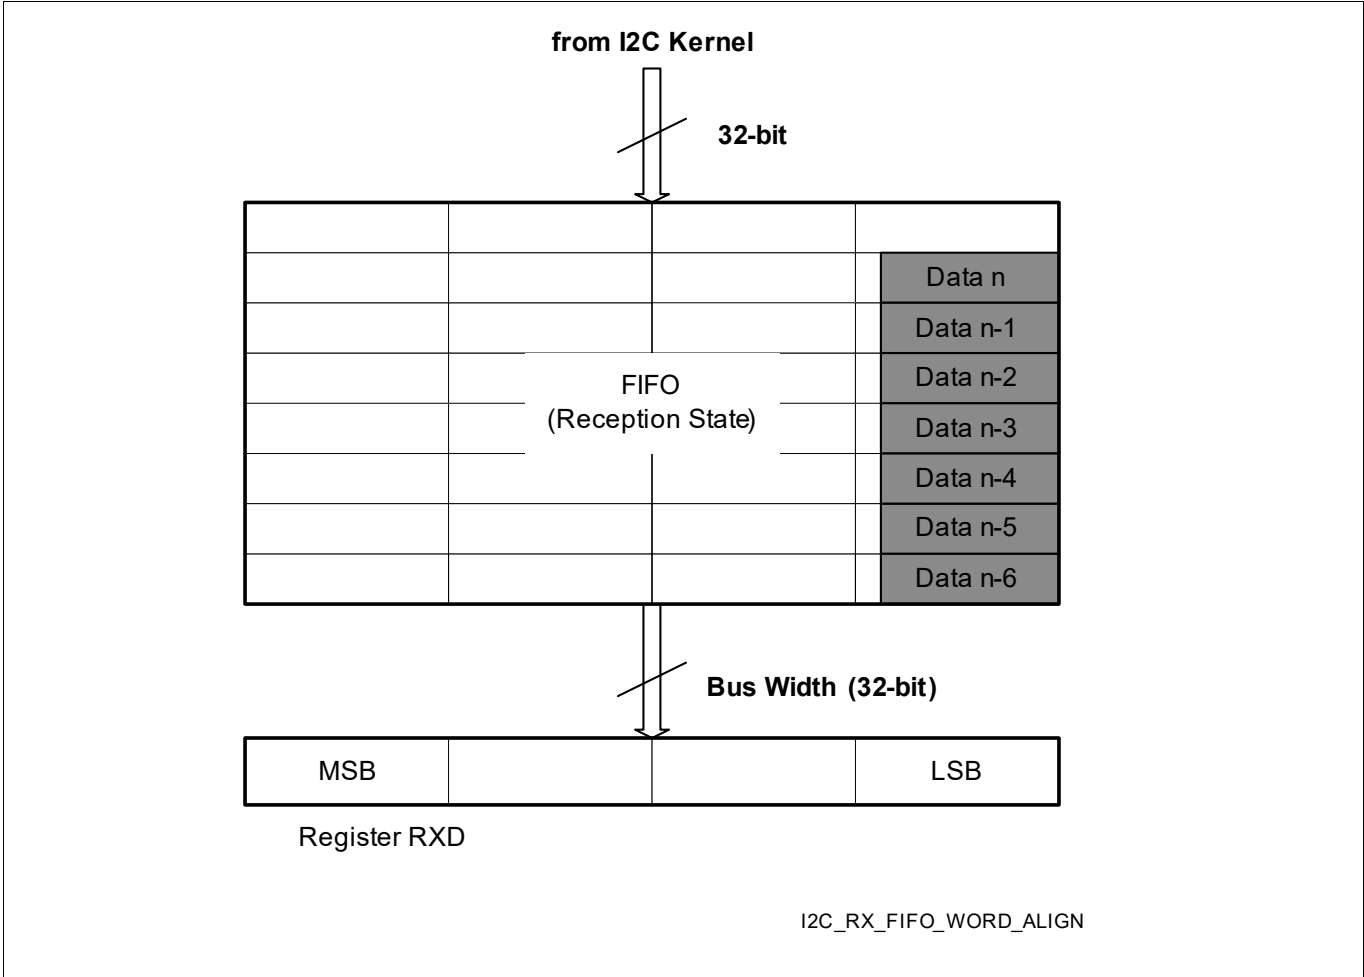 from I2C Kernel
32-bit
Data n
Data n-1
Data n-2
FIFO
(Reception State)
Data n-3
Data n-4
Data n-5
Data n-6
Bus Width (32-bit)
MSB
LSB
Register RXD
I2C_RX_FIFO_WORD_ALIGN